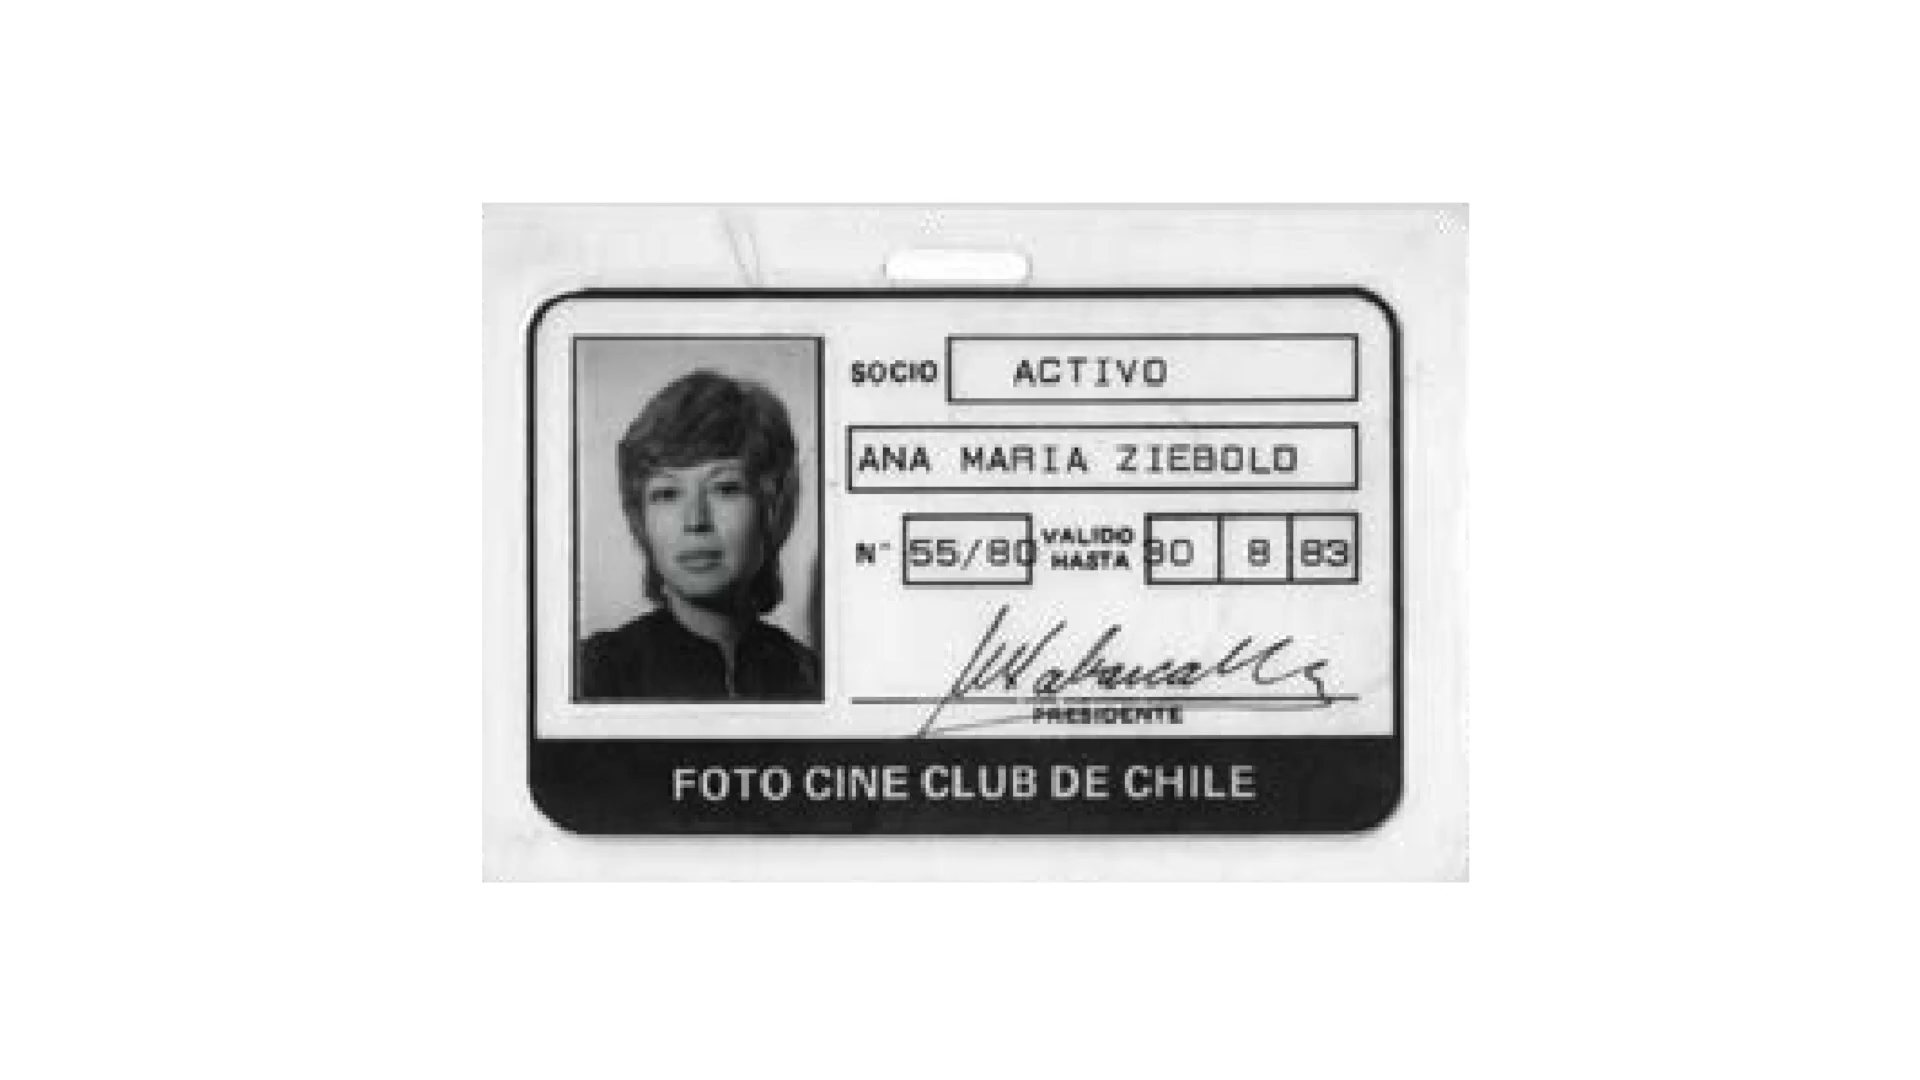 SOCIO ACTIVO
ANA MARIA ZIEBOLD
N° 55/80 VALIDO HASTA 30 8 83
PRESIDENTE
FOTO CINE CLUB DE CHILE